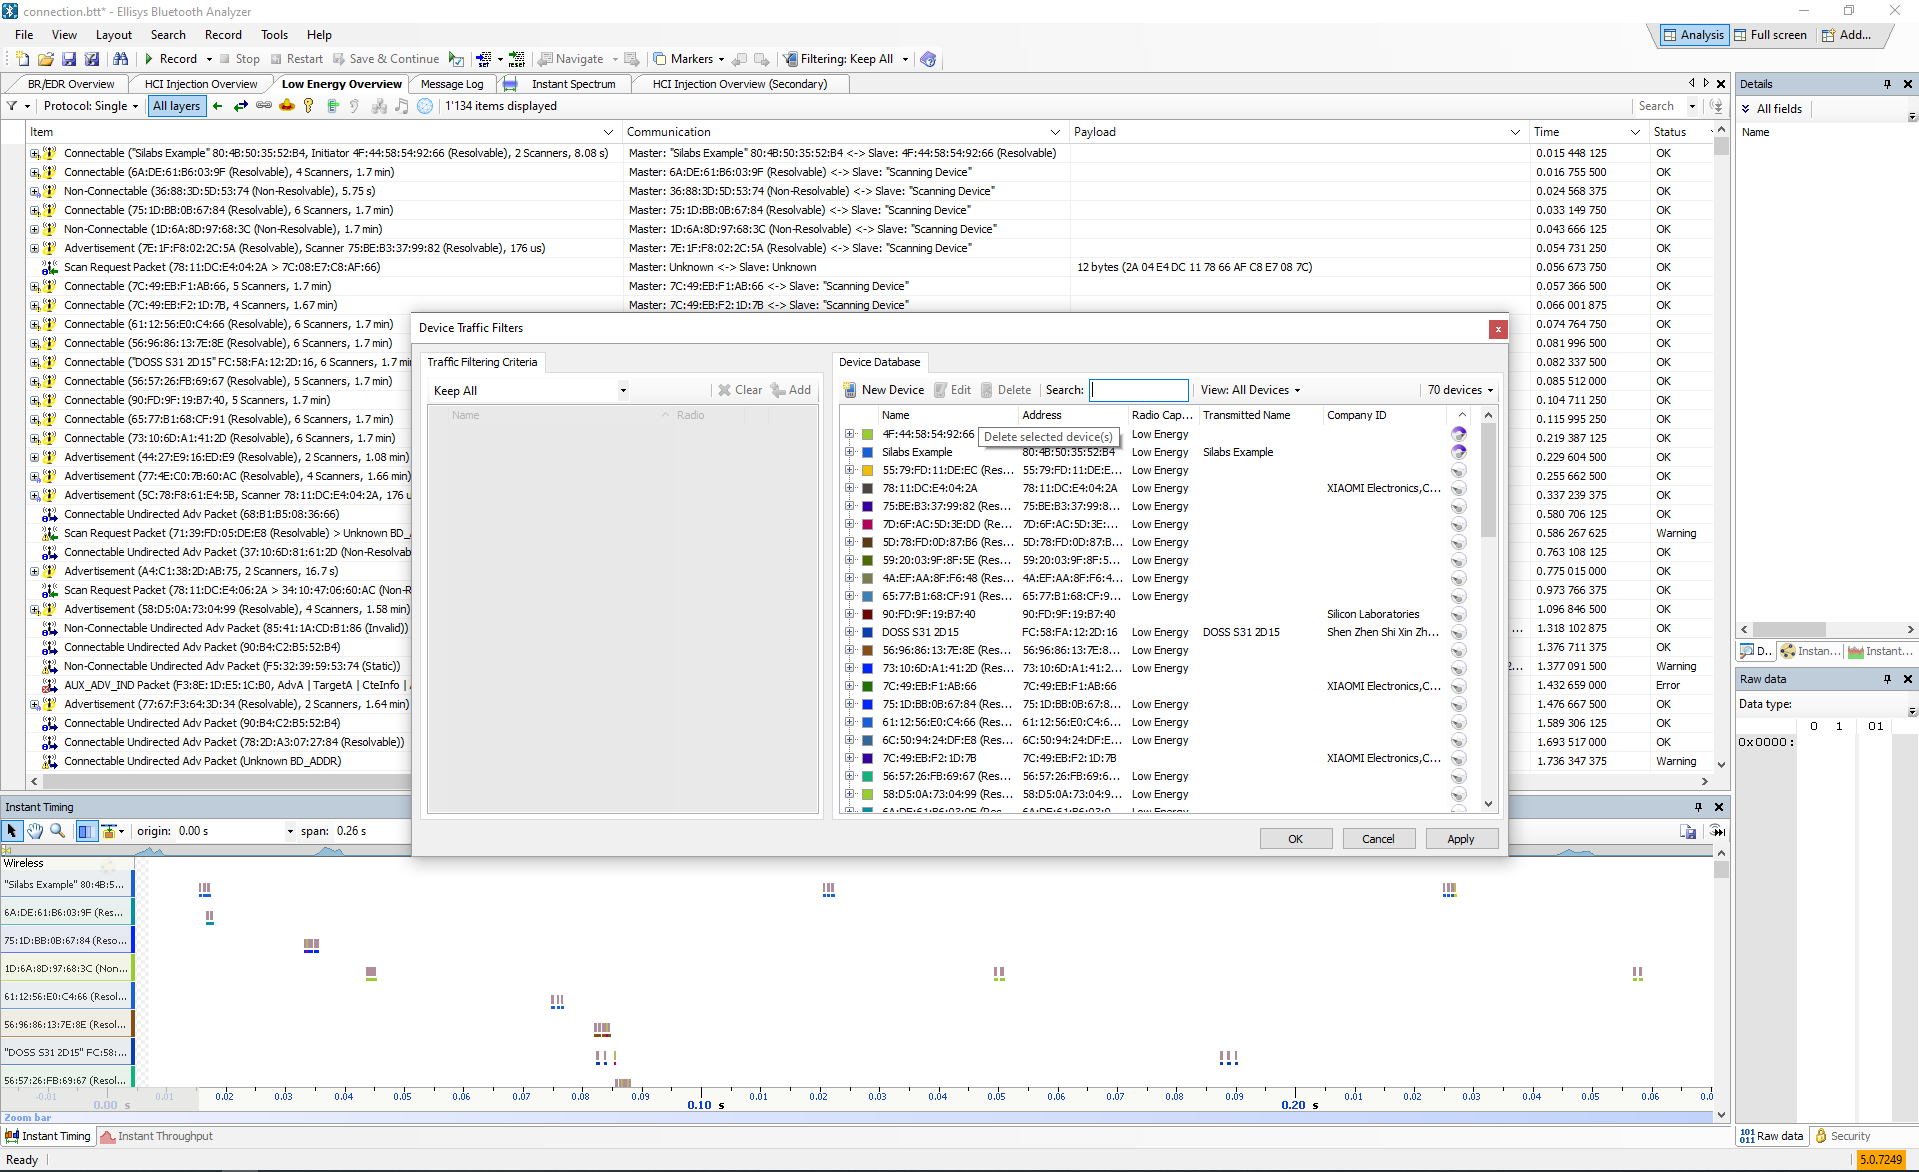 connection.btt* - Ellisys Bluetooth Analyzer
File View Layout Search Record Tools Help
Analysis Full screen Add...
Record Stop Restart Save & Continue Navigate Markers Filtering: Keep All
BR/EDR Overview HCI Injection Overview Low Energy Overview Message Log Instant Spectrum HCI Injection Overview (Secondary)
Protocol: Single All layers 1'134 items displayed Search
Item Communication Payload Time Status
Connectable ("Silabs Example" 80:4B:50:35:52:B4, Initiator 4F:44:58:54:92:66 (Resolvable), 2 Scanners, 8.08 s) Master: "Silabs Example" 80:4B:50:35:52:B4 <-> Slave: 4F:44:58:54:92:66 (Resolvable) 0.015 448 125 OK
Connectable (6A:DE:61:B6:03:9F (Resolvable), 4 Scanners, 1.7 min) Master: 6A:DE:61:B6:03:9F (Resolvable) <-> Slave: "Scanning Device" 0.016 755 500 OK
Non-Connectable (36:88:3D:5D:53:74 (Non-Resolvable), 5.75 s) Master: 36:88:3D:5D:53:74 (Non-Resolvable) <-> Slave: "Scanning Device" 0.024 568 375 OK
Connectable (75:1D:BB:0B:67:84 (Resolvable), 6 Scanners, 1.7 min) Master: 75:1D:BB:0B:67:84 (Resolvable) <-> Slave: "Scanning Device" 0.033 149 750 OK
Non-Connectable (1D:6A:8D:97:68:3C (Non-Resolvable), 1.7 min) Master: 1D:6A:8D:97:68:3C (Non-Resolvable) <-> Slave: "Scanning Device" 0.043 666 125 OK
Advertisement (7E:1F:F8:02:2C:5A (Resolvable), Scanner 75:BE:B3:37:99:82 (Resolvable), 176 us) Master: 7E:1F:F8:02:2C:5A (Resolvable) <-> Slave: "Scanning Device" 0.054 731 250 OK
Scan Request Packet (78:11:DC:E4:04:2A > 7C:08:E7:C8:AF:66) Master: Unknown <-> Slave: Unknown 12 bytes (2A 04 E4 DC 11 78 66 AF C8 E7 08 7C) 0.056 673 750 OK
Connectable (7C:49:EB:F1:AB:66, 5 Scanners, 1.7 min) Master: 7C:49:EB:F1:AB:66 <-> Slave: "Scanning Device" 0.057 366 500 OK
Connectable (7C:49:EB:F2:1D:7B, 4 Scanners, 1.67 min) Master: 7C:49:EB:F2:1D:7B <-> Slave: "Scanning Device" 0.066 001 875 OK
Connectable (61:12:56:E0:C4:66 (Resolvable), 6 Scanners, 1.7 min) 0.074 764 750 OK
Connectable (56:96:86:13:7E:8E (Resolvable), 6 Scanners, 1.7 min) 0.081 996 500 OK
Connectable ("DOSS S31 2D15" FC:58:FA:12:2D:16, 6 Scanners, 1.7 min 0.082 337 500 OK
Connectable (56:57:26:FB:69:67 (Resolvable), 5 Scanners, 1.7 min) 0.085 512 000 OK
Connectable (90:FD:9F:19:B7:40, 5 Scanners, 1.7 min) 0.104 711 250 OK
Connectable (65:77:B1:68:CF:91 (Resolvable), 6 Scanners, 1.7 min) 0.115 995 250 OK
Connectable (73:10:6D:A1:41:2D (Resolvable), 6 Scanners, 1.7 min) 0.219 387 125 OK
Advertisement (44:27:E9:16:ED:E9 (Resolvable), 2 Scanners, 1.08 min) 0.229 604 500 OK
Advertisement (77:4E:C0:7B:60:AC (Resolvable), 4 Scanners, 1.66 min) 0.255 662 500 OK
Advertisement (5C:78:F8:61:E4:5B, Scanner 78:11:DC:E4:04:2A, 176 u 0.337 239 375 OK
Connectable Undirected Adv Packet (68:B1:B5:08:36:66) 0.580 706 125 OK
Scan Request Packet (71:39:FD:05:DE:E8 (Resolvable) > Unknown BD_ 0.586 267 625 Warning
Connectable Undirected Adv Packet (37:10:6D:81:61:2D (Non-Resolvab 0.763 108 125 OK
Advertisement (A4:C1:38:2D:AB:75, 2 Scanners, 16.7 s) 0.775 015 000 OK
Scan Request Packet (78:11:DC:E4:06:2A > 34:10:47:06:60:AC (Non-R 0.973 766 375 OK
Advertisement (58:D5:0A:73:04:99 (Resolvable), 4 Scanners, 1.58 min) 1.096 846 500 OK
Non-Connectable Undirected Adv Packet (85:41:1A:CD:B1:86 (Invalid)) ... 1.318 102 875 OK
Connectable Undirected Adv Packet (90:B4:C2:B5:52:B4) 1.376 711 375 OK
Non-Connectable Undirected Adv Packet (F5:32:39:59:53:74 (Static)) 2... 1.377 091 500 Warning
AUX_ADV_IND Packet (F3:8E:1D:E5:1C:B0, AdvA | TargetA | CteInfo | 1.432 659 000 Error
Advertisement (77:67:F3:64:3D:34 (Resolvable), 2 Scanners, 1.64 min) 1.476 667 500 OK
Connectable Undirected Adv Packet (90:B4:C2:B5:52:B4) 1.589 306 125 OK
Connectable Undirected Adv Packet (78:2D:A3:07:27:84 (Resolvable)) 1.693 517 000 OK
Connectable Undirected Adv Packet (Unknown BD_ADDR) 1.736 347 375 Warning
Device Traffic Filters
Traffic Filtering Criteria
Keep All Clear Add
Name Radio
Device Database
New Device Edit Delete Search: View: All Devices 70 devices
Name Address Radio Cap... Transmitted Name Company ID
4F:44:58:54:92:66 Low Energy
Delete selected device(s)
Silabs Example 80:4B:50:35:52:B4 Low Energy Silabs Example
55:79:FD:11:DE:EC (Res... 55:79:FD:11:DE:E... Low Energy
78:11:DC:E4:04:2A 78:11:DC:E4:04:2A Low Energy XIAOMI Electronics,C...
75:BE:B3:37:99:82 (Res... 75:BE:B3:37:99:8... Low Energy
7D:6F:AC:5D:3E:DD (Re... 7D:6F:AC:5D:3E:... Low Energy
5D:78:FD:0D:87:B6 (Res... 5D:78:FD:0D:87:B... Low Energy
59:20:03:9F:8F:5E (Res... 59:20:03:9F:8F:5... Low Energy
4A:EF:AA:8F:F6:48 (Res... 4A:EF:AA:8F:F6:4... Low Energy
65:77:B1:68:CF:91 (Res... 65:77:B1:68:CF:9... Low Energy
90:FD:9F:19:B7:40 90:FD:9F:19:B7:40 Silicon Laboratories
DOSS S31 2D15 FC:58:FA:12:2D:16 Low Energy DOSS S31 2D15 Shen Zhen Shi Xin Zh...
56:96:86:13:7E:8E (Res... 56:96:86:13:7E:8... Low Energy
73:10:6D:A1:41:2D (Res... 73:10:6D:A1:41:2... Low Energy
7C:49:EB:F1:AB:66 7C:49:EB:F1:AB:66 XIAOMI Electronics,C...
75:1D:BB:0B:67:84 (Res... 75:1D:BB:0B:67:8... Low Energy
61:12:56:E0:C4:66 (Res... 61:12:56:E0:C4:6... Low Energy
6C:50:94:24:DF:E8 (Res... 6C:50:94:24:DF:E... Low Energy
7C:49:EB:F2:1D:7B 7C:49:EB:F2:1D:7B XIAOMI Electronics,C...
56:57:26:FB:69:67 (Res... 56:57:26:FB:69:6... Low Energy
58:D5:0A:73:04:99 (Res... 58:D5:0A:73:04:9... Low Energy
OK Cancel Apply
Details
All fields
Name
D... Instan... Instant...
Raw data
Data type:
0 1 01
0x0000:
Raw data Security
Instant Timing
origin: 0.00 s span: 0.26 s
Wireless
"Silabs Example" 80:4B:5...
6A:DE:61:B6:03:9F (Res...
75:1D:BB:0B:67:84 (Reso...
1D:6A:8D:97:68:3C (Non...
61:12:56:E0:C4:66 (Resol...
56:96:86:13:7E:8E (Resol...
"DOSS S31 2D15" FC:58:...
56:57:26:FB:69:67 (Resol...
-0.01 0.00 s 0.01 0.02 0.03 0.04 0.05 0.06 0.07 0.08 0.09 0.10 s 0.01 0.02 0.03 0.04 0.05 0.06 0.07 0.08 0.09 0.20 s 0.01 0.02 0.03 0.04 0.05 0.06 0.0
Zoom bar
Instant Timing Instant Throughput
Ready 5.0.7249